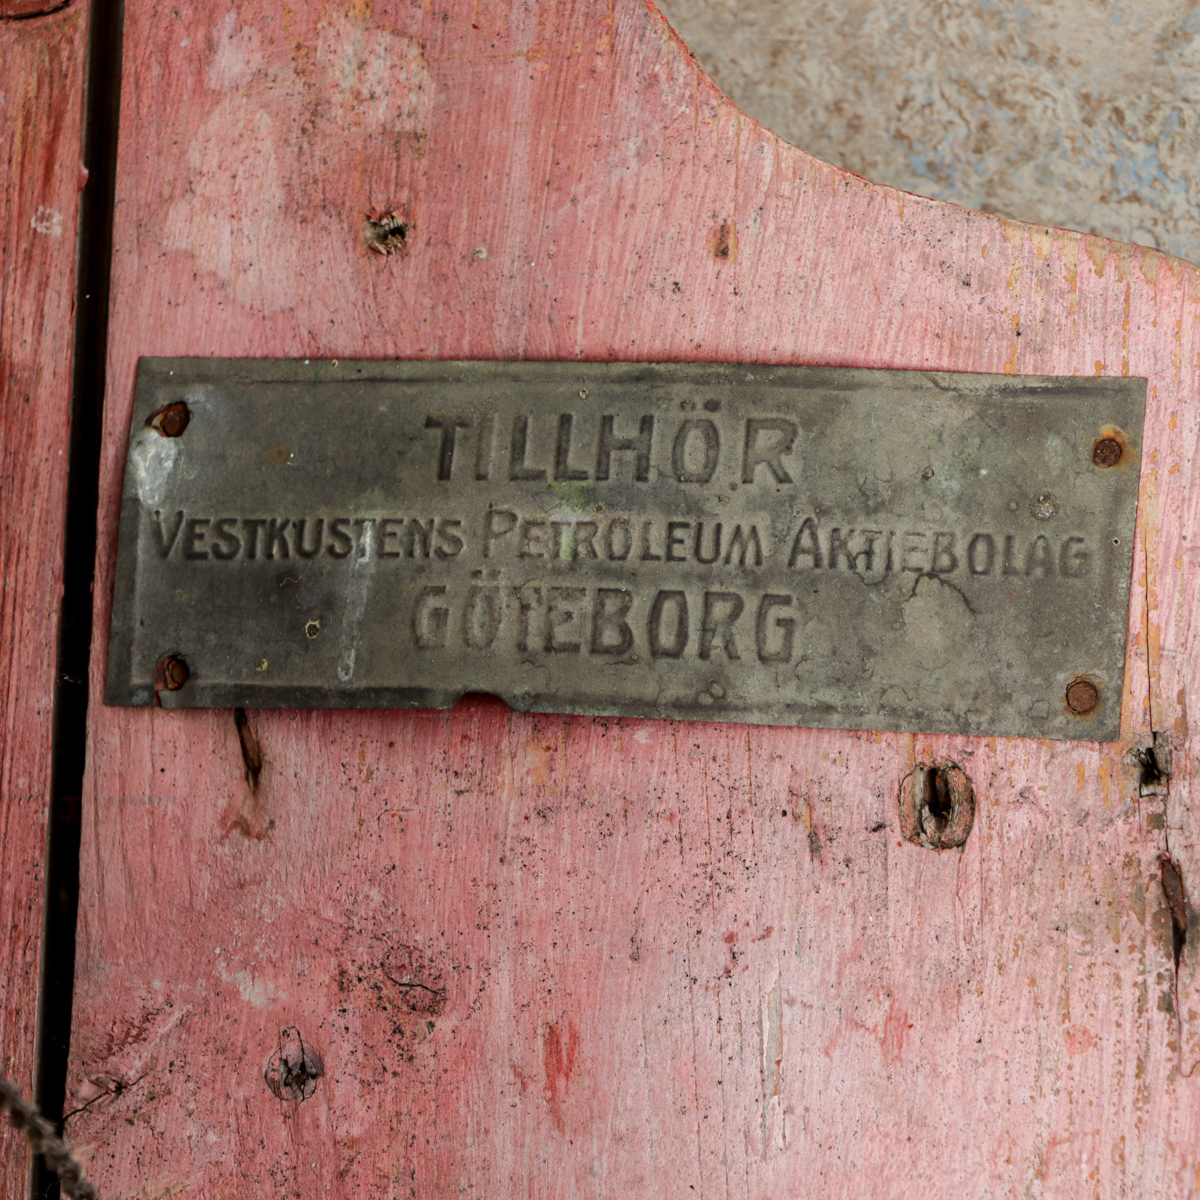 TILLHÖR
VESTKUSTENS PETROLEUM AKTIEBOLAG
GÖTEBORG